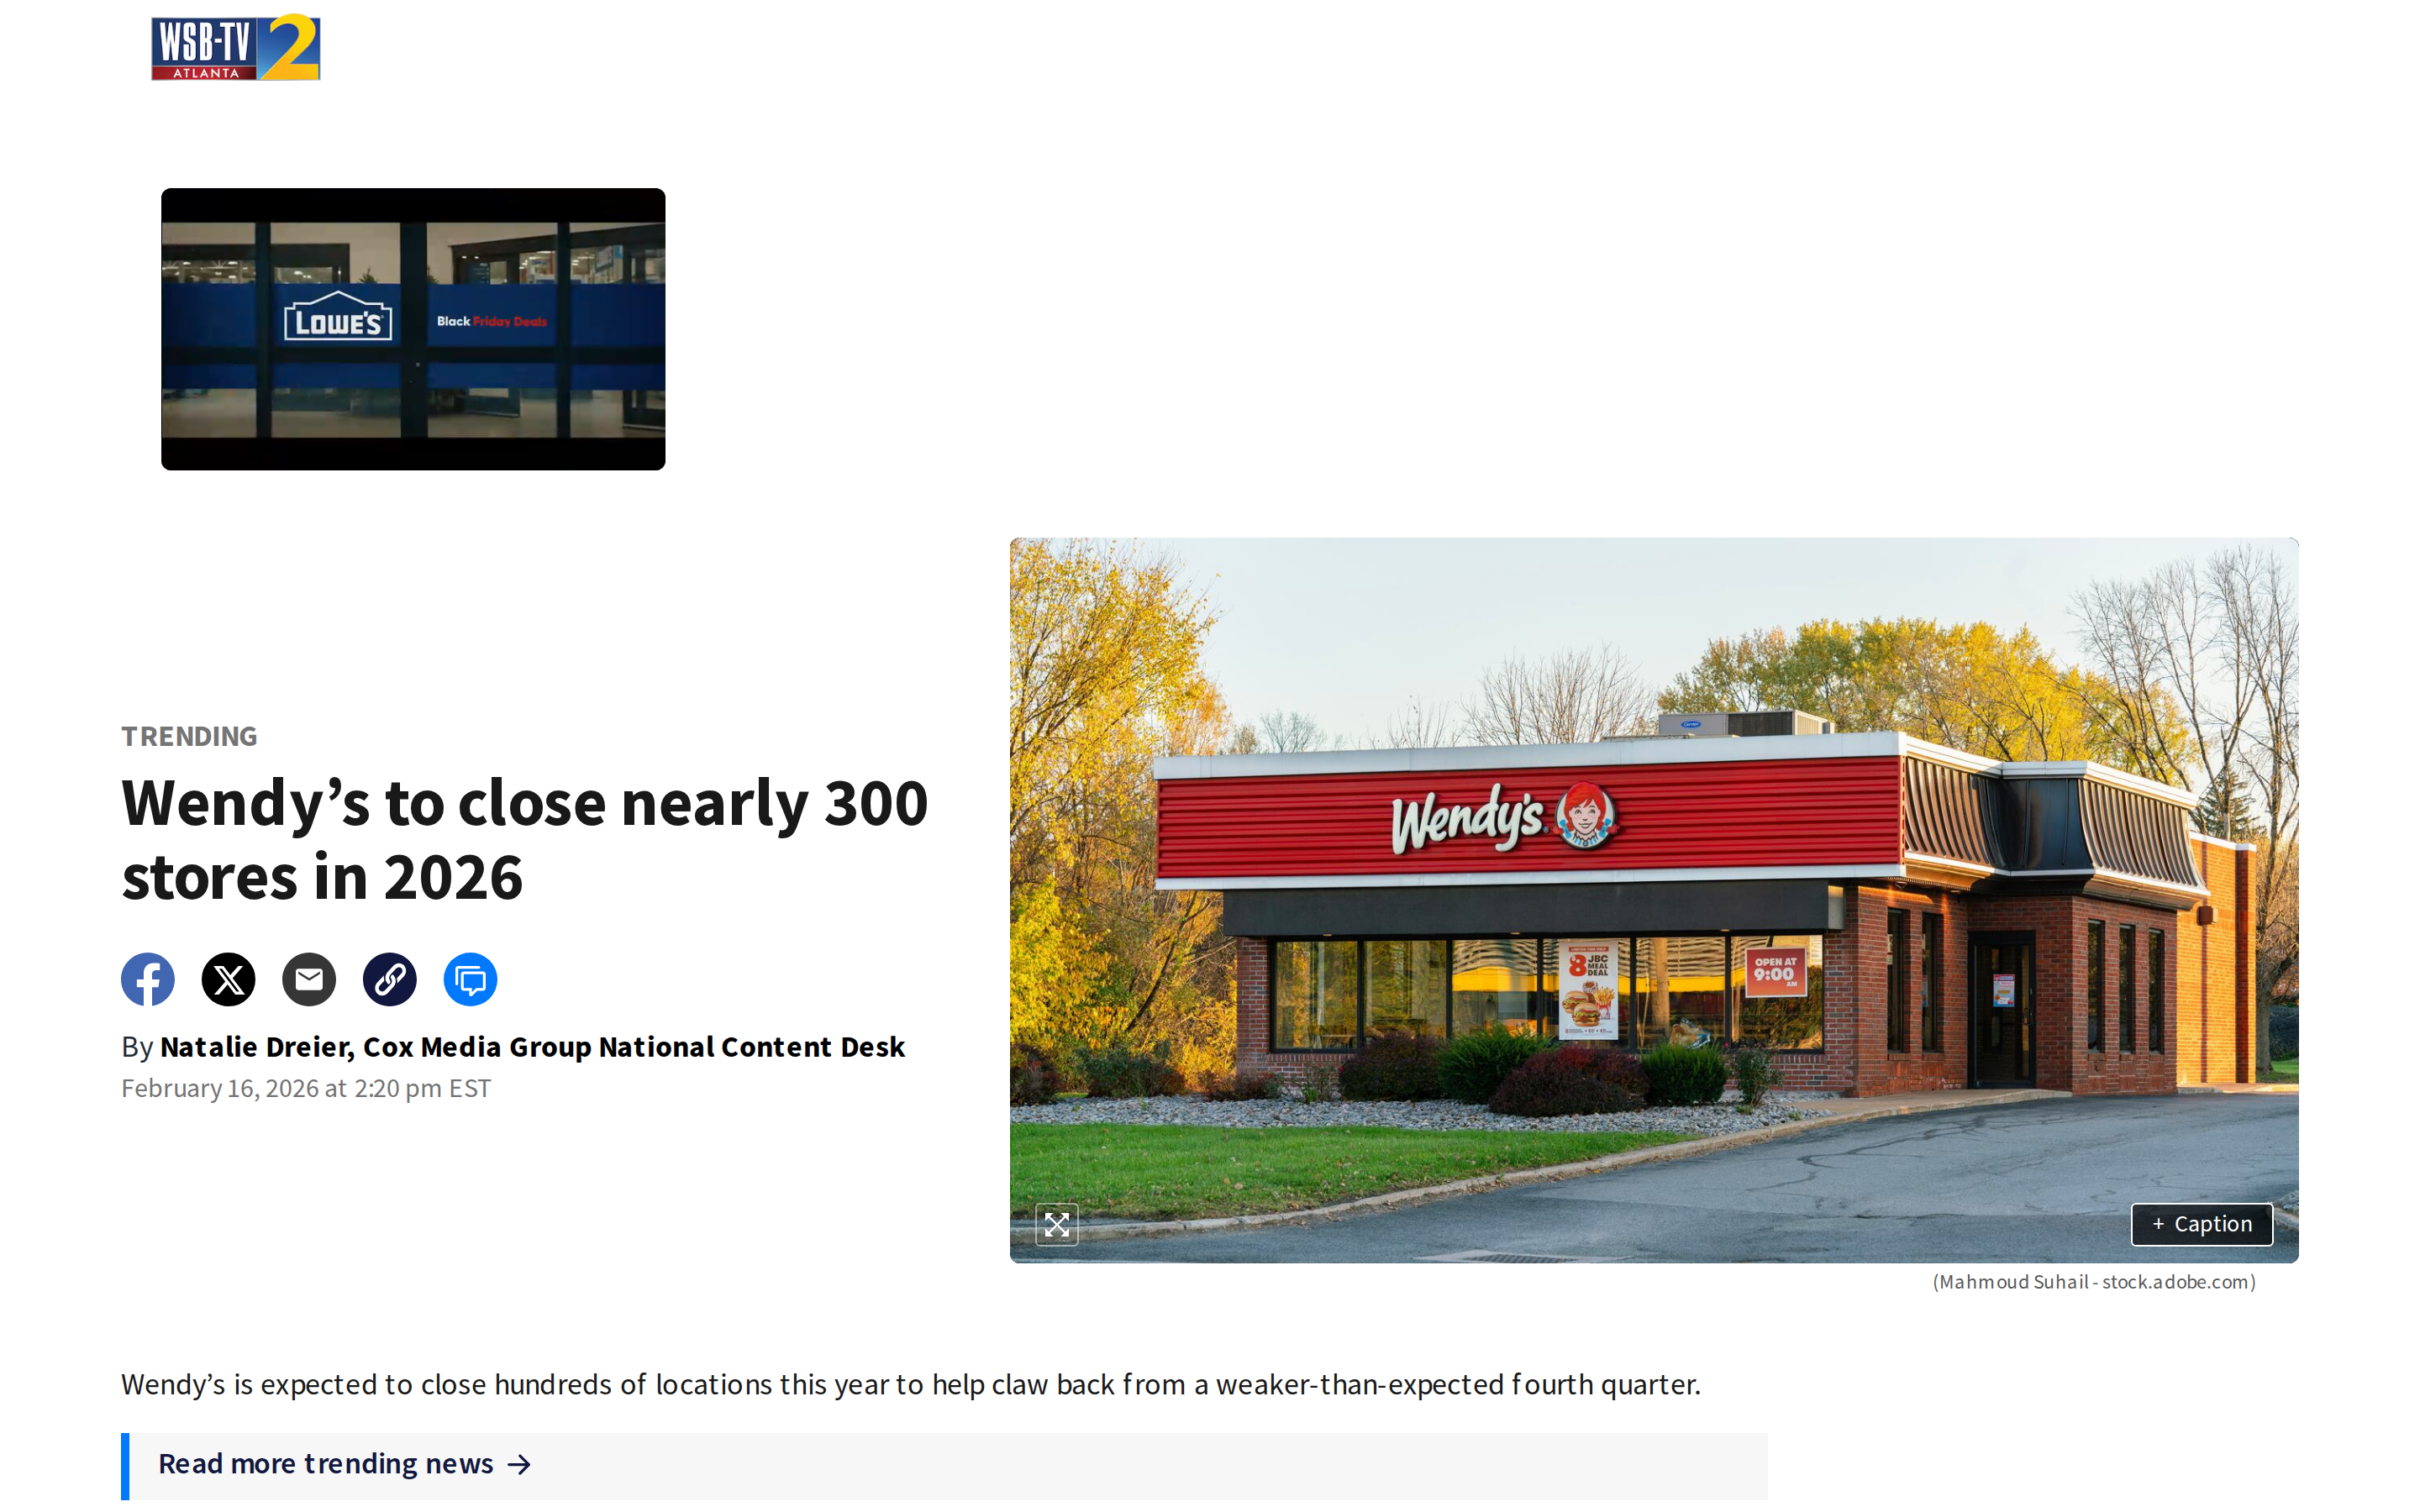 WSB-TV 2
ATLANTA
LOWE'S
Black Friday Deals
TRENDING
Wendy’s to close nearly 300
stores in 2026
By Natalie Dreier, Cox Media Group National Content Desk
February 16, 2026 at 2:20 pm EST
Carrier
Wendy's
8 JBC
MEAL
DEAL
OPEN AT
9:00
AM
+ Caption
(Mahmoud Suhail - stock.adobe.com)
Wendy’s is expected to close hundreds of locations this year to help claw back from a weaker-than-expected fourth quarter.
Read more trending news →